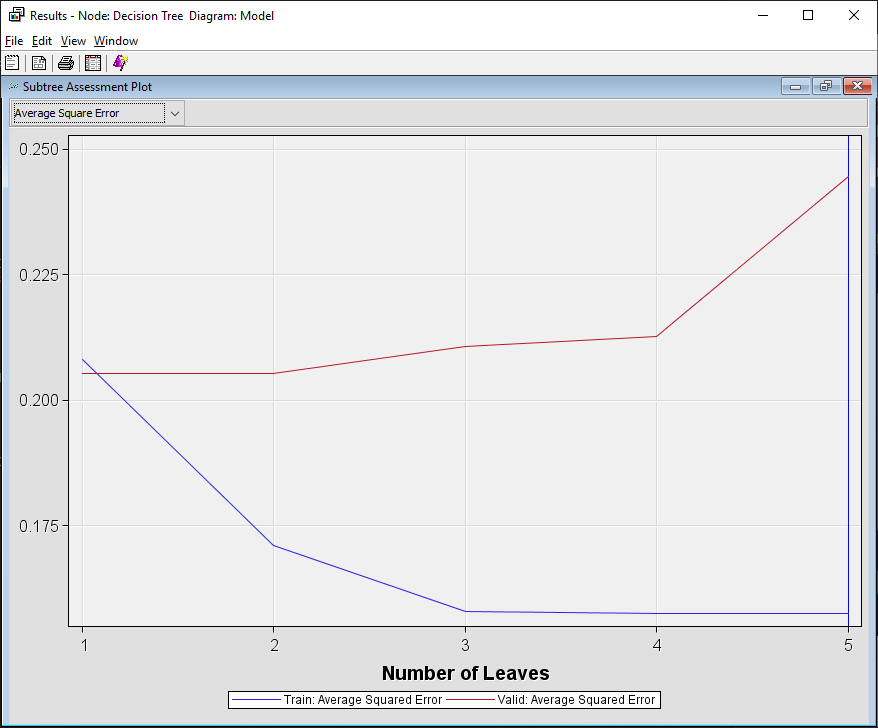 Results - Node: Decision Tree Diagram: Model
File Edit View Window
Subtree Assessment Plot
Average Square Error
0.250
0.225
0.200
0.175
1 2 3 4 5
Number of Leaves
Train: Average Squared Error Valid: Average Squared Error